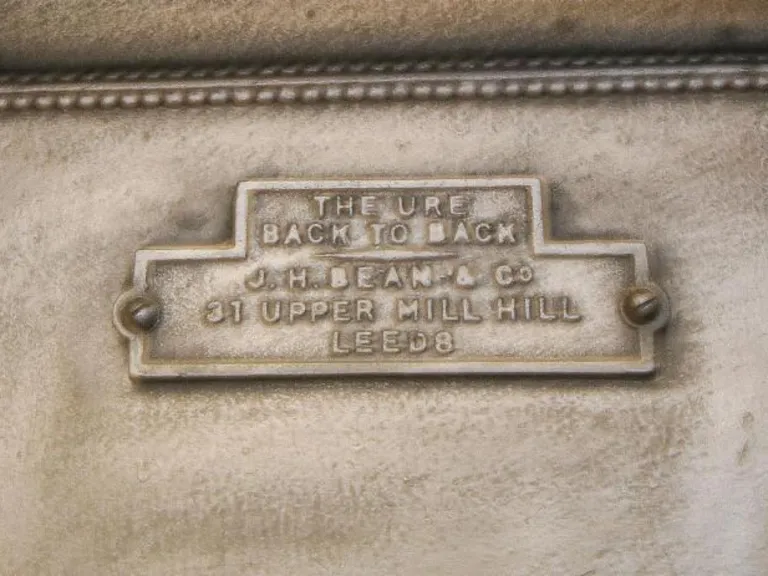 THE URE
BACK TO BACK
J. H. BEAN & Co
31 UPPER MILL HILL
LEEDS